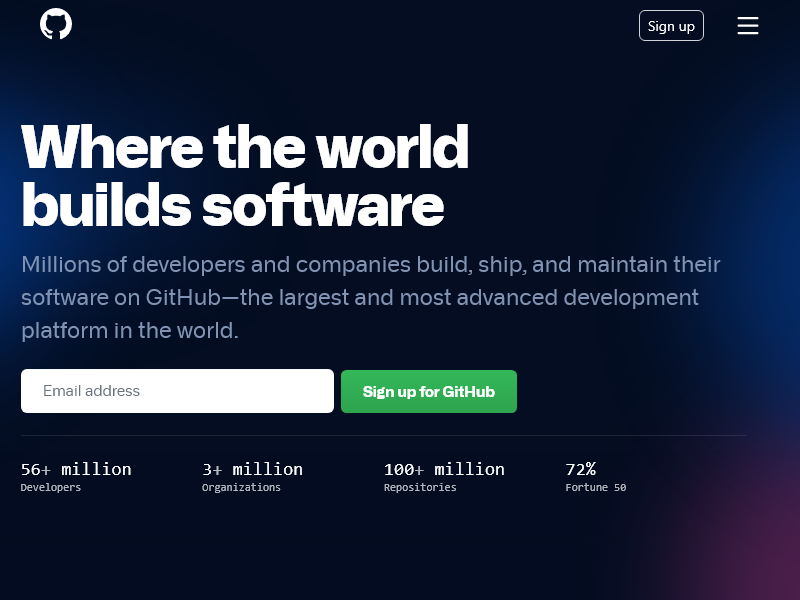 Sign up
Where the world
builds software
Millions of developers and companies build, ship, and maintain their
software on GitHub—the largest and most advanced development
platform in the world.
Email address
Sign up for GitHub
56+ million
Developers
3+ million
Organizations
100+ million
Repositories
72%
Fortune 50